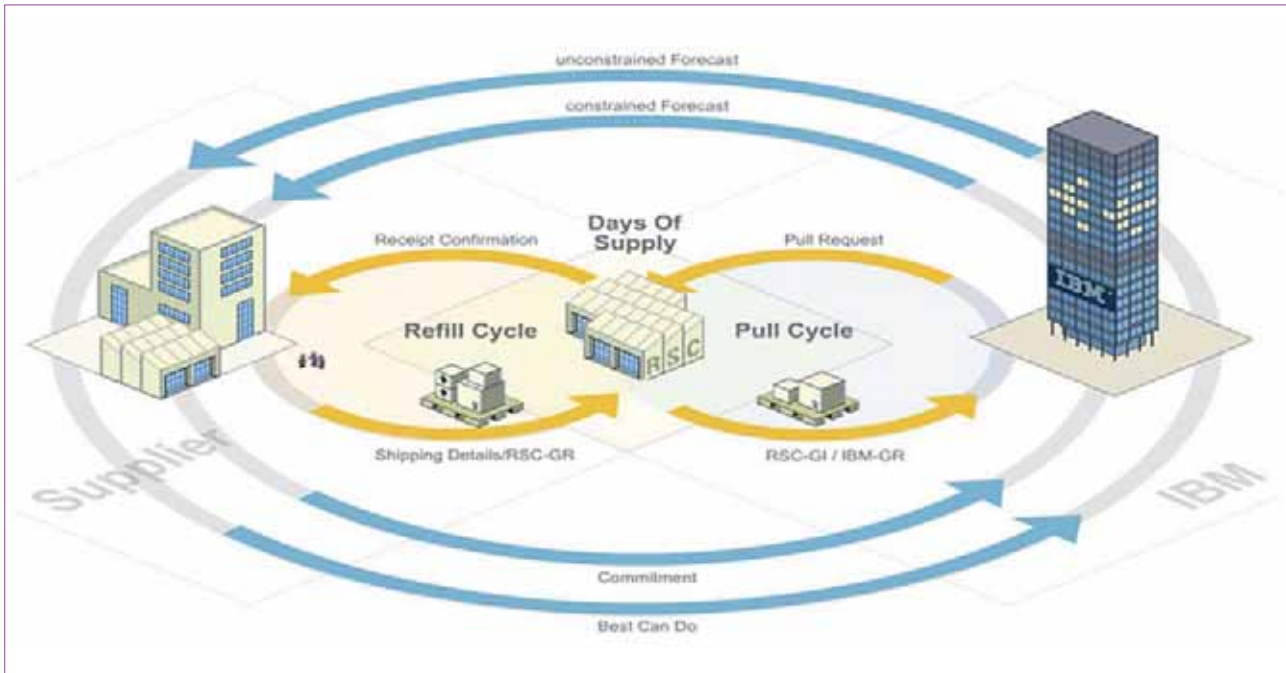 unconstrained Forecast
constrained Forecast
Days Of
Supply
Receipt Confirmation
Pull Request
IBM
Refill Cycle
Pull Cycle
RSC
Shipping Details/RSC-GR
RSC-GI / IBM-GR
Supplier
IBM
Commitment
Best Can Do